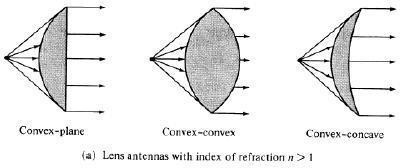 Convex-plane
Convex-convex
Convex-concave
(a) Lens antennas with index of refraction n > 1